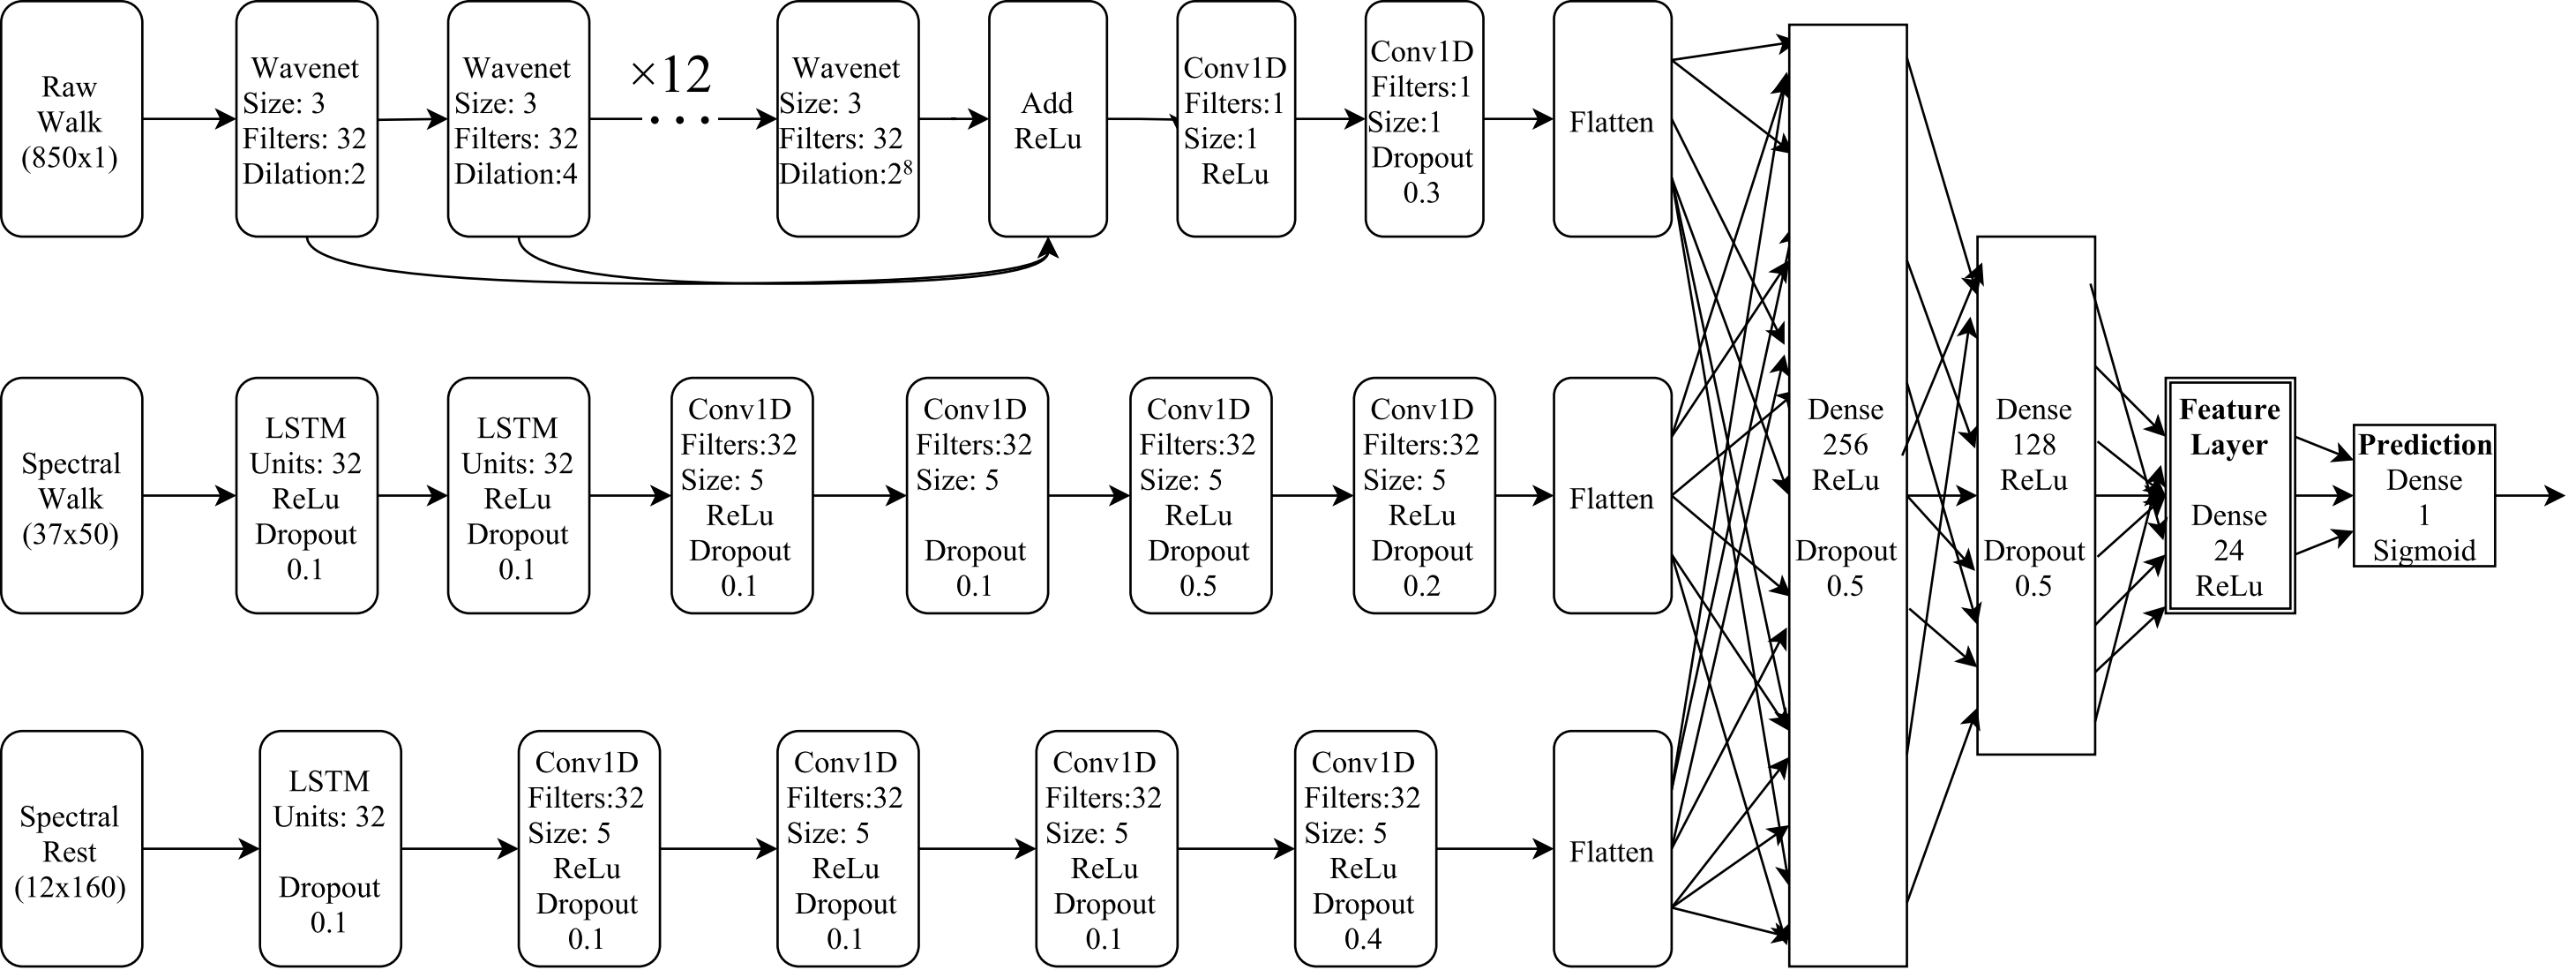 Raw
Walk
(850x1)
Wavenet
Size: 3
Filters: 32
Dilation:2
Wavenet
Size: 3
Filters: 32
Dilation:4
×12
...
Wavenet
Size: 3
Filters: 32
Dilation:2⁸
Add
ReLu
Conv1D
Filters:1
Size:1
ReLu
Conv1D
Filters:1
Size:1
Dropout
0.3
Flatten
Spectral
Walk
(37x50)
LSTM
Units: 32
ReLu
Dropout
0.1
LSTM
Units: 32
ReLu
Dropout
0.1
Conv1D
Filters:32
Size: 5
ReLu
Dropout
0.1
Conv1D
Filters:32
Size: 5
Dropout
0.1
Conv1D
Filters:32
Size: 5
ReLu
Dropout
0.5
Conv1D
Filters:32
Size: 5
ReLu
Dropout
0.2
Flatten
Spectral
Rest
(12x160)
LSTM
Units: 32
Dropout
0.1
Conv1D
Filters:32
Size: 5
ReLu
Dropout
0.1
Conv1D
Filters:32
Size: 5
ReLu
Dropout
0.1
Conv1D
Filters:32
Size: 5
ReLu
Dropout
0.1
Conv1D
Filters:32
Size: 5
ReLu
Dropout
0.4
Flatten
Dense
256
ReLu
Dropout
0.5
Dense
128
ReLu
Dropout
0.5
Feature
Layer
Dense
24
ReLu
Prediction
Dense
1
Sigmoid